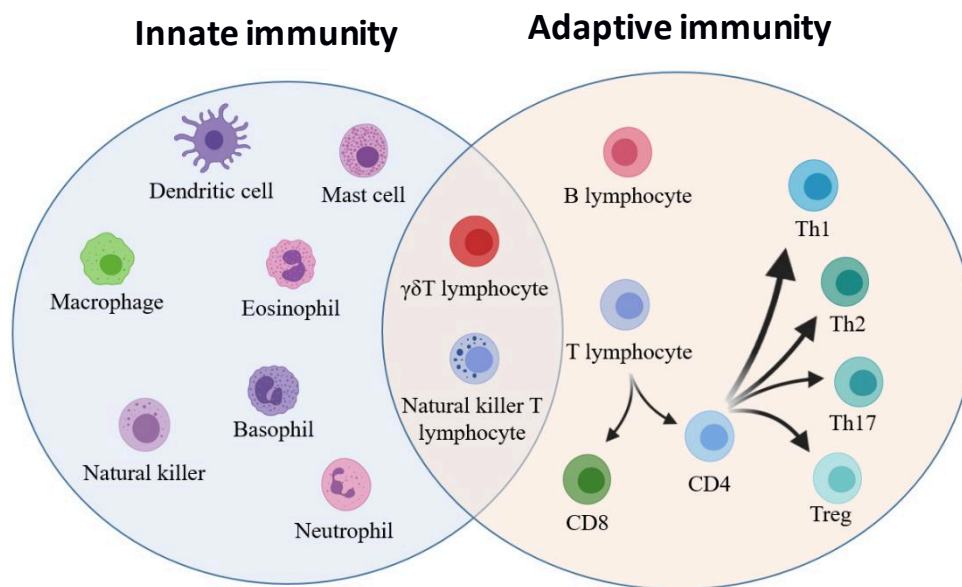 Innate immunity
Adaptive immunity
Dendritic cell
Mast cell
Macrophage
Eosinophil
Natural killer
Basophil
Neutrophil
γδT lymphocyte
Natural killer T
lymphocyte
B lymphocyte
T lymphocyte
CD8
CD4
Th1
Th2
Th17
Treg